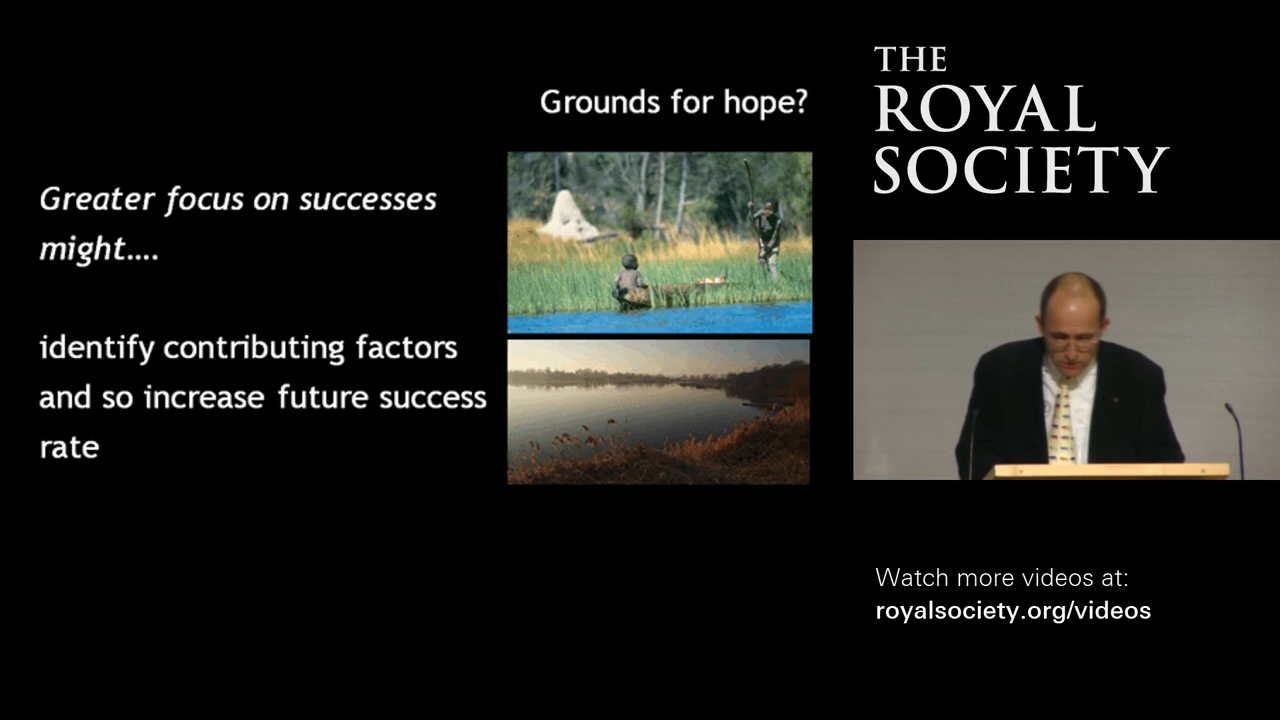 Grounds for hope?
Greater focus on successes
might....
identify contributing factors
and so increase future success
rate
THE
ROYAL
SOCIETY
Watch more videos at:
royalsociety.org/videos